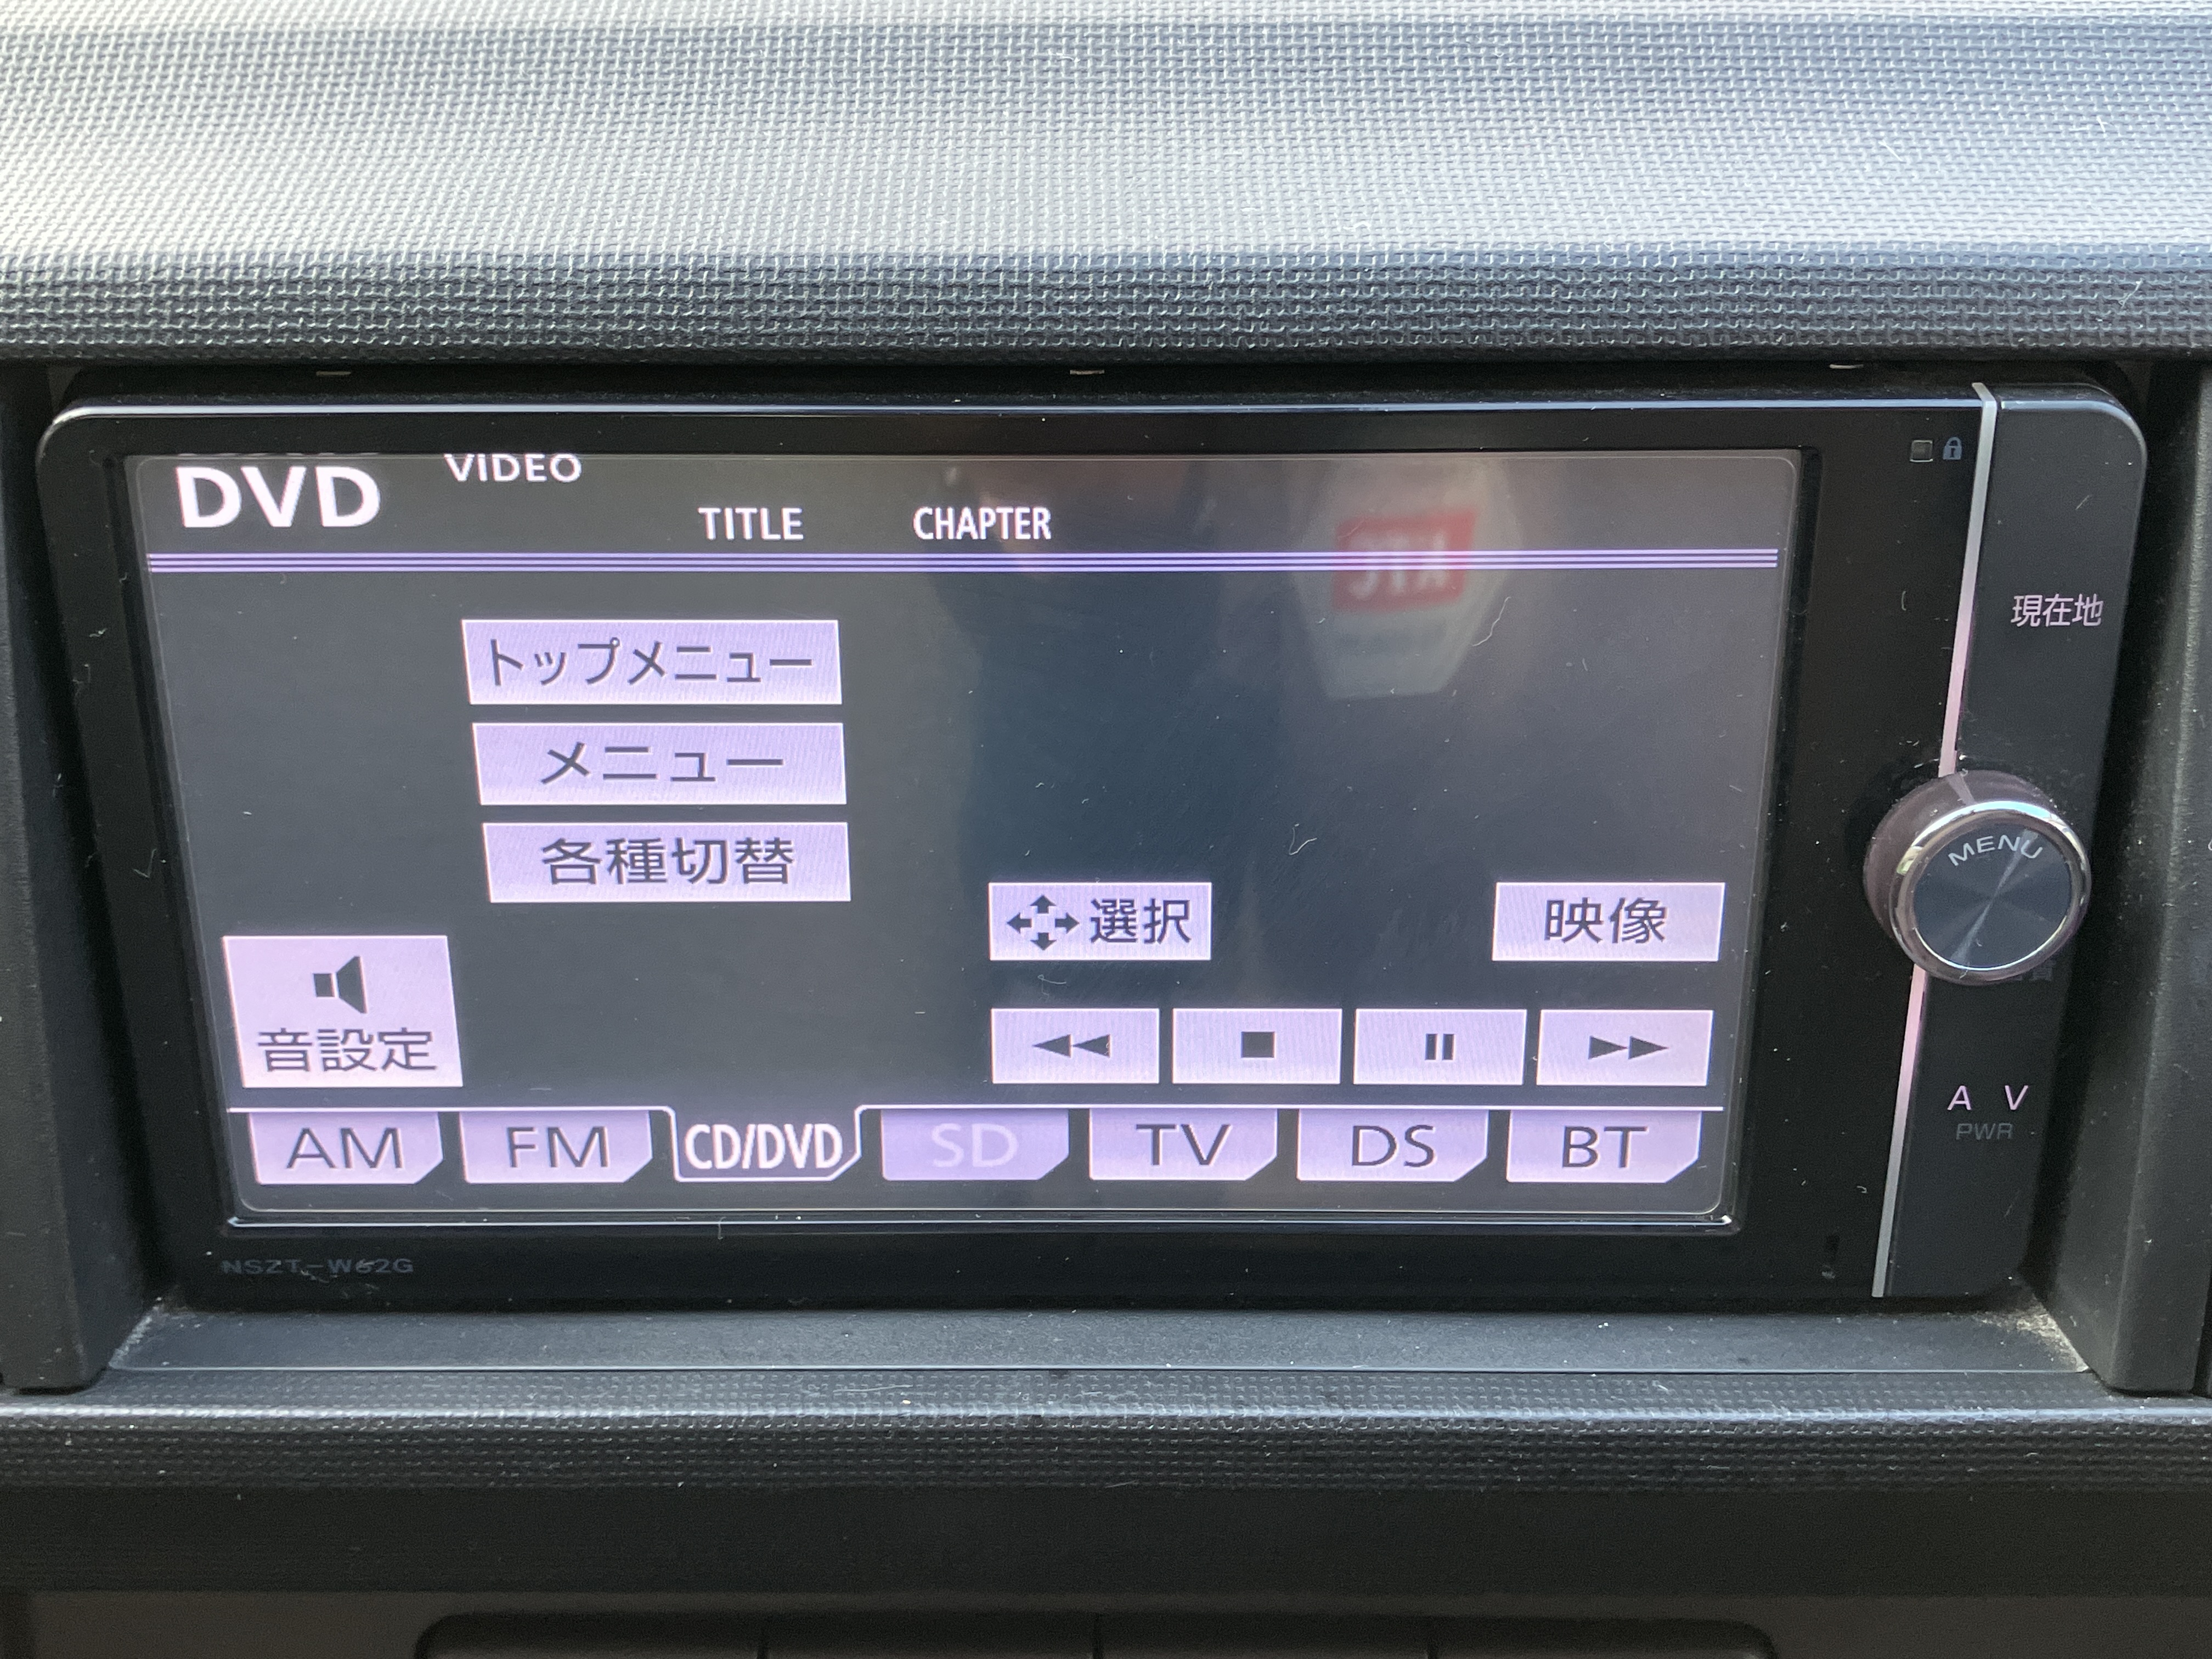 DVD VIDEO
TITLE CHAPTER
現在地
トップメニュー
メニュー
MENU
各種切替
選択 映像
音設定
A V
PWR
AM FM CD/DVD SD TV DS BT
NSZT-W62G